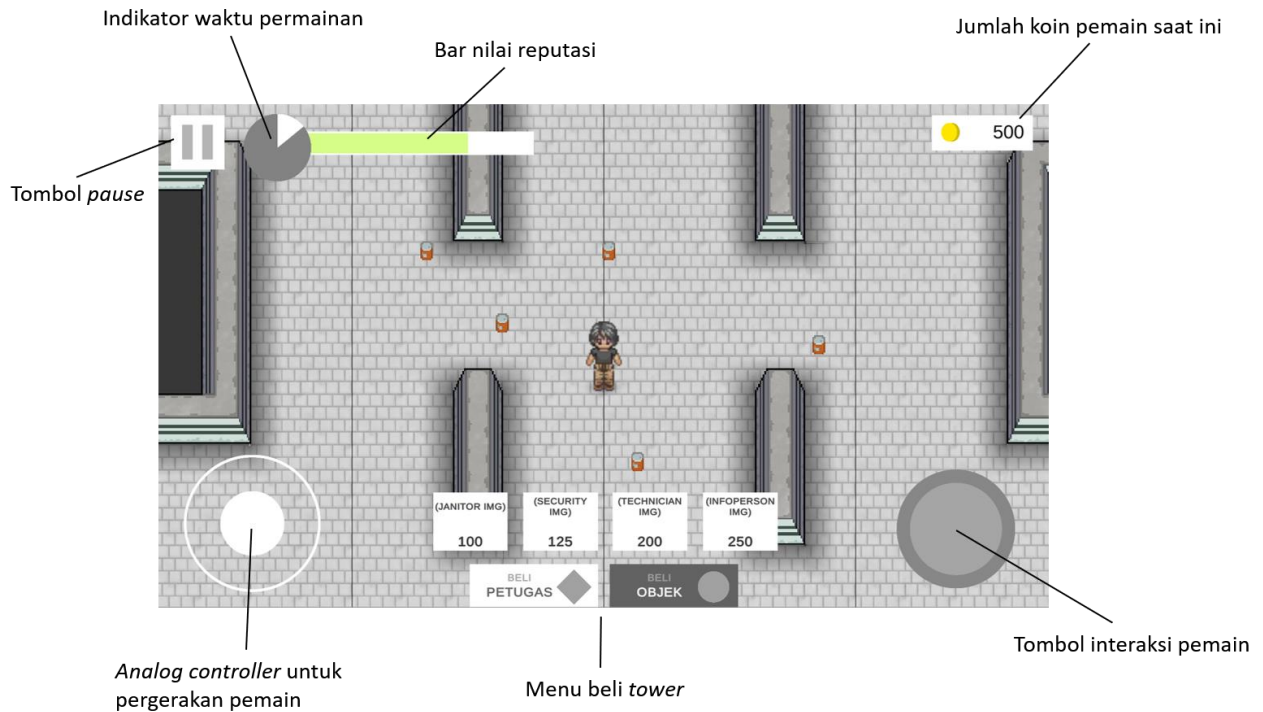 Indikator waktu permainan
Jumlah koin pemain saat ini
Bar nilai reputasi
500
Tombol pause
(JANITOR IMG)
100
(SECURITY
IMG)
125
(TECHNICIAN
IMG)
200
(INFOPERSON
IMG)
250
BELI
PETUGAS
BELI
OBJEK
Tombol interaksi pemain
Analog controller untuk
pergerakan pemain
Menu beli tower